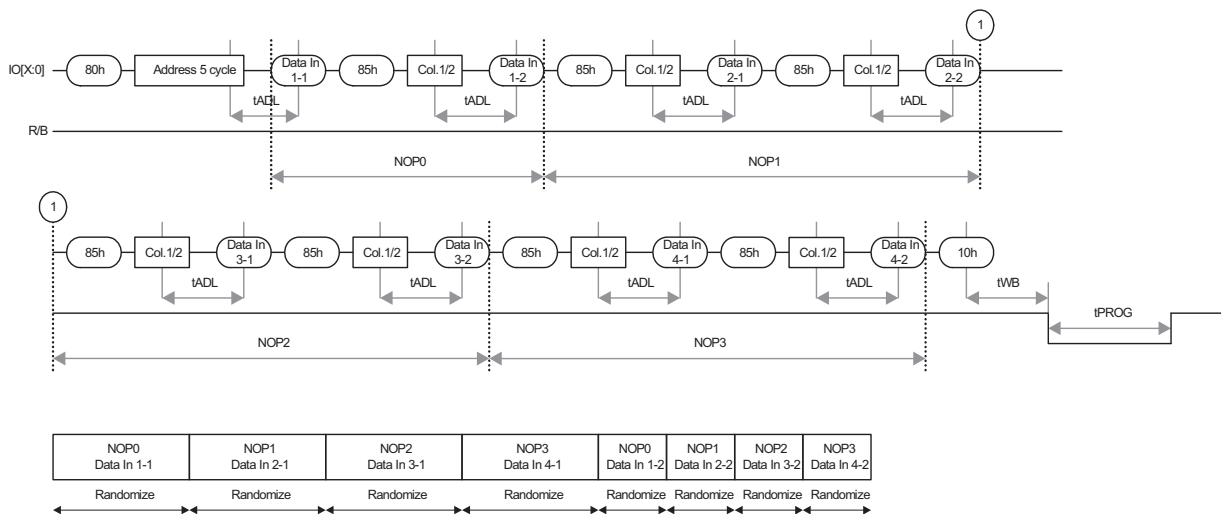 1
IO[X:0] 80h Address 5 cycle Data In 1-1 85h Col.1/2 Data In 1-2 85h Col.1/2 Data In 2-1 85h Col.1/2 Data In 2-2
tADL tADL tADL tADL
R/B
NOP0 NOP1
1
85h Col.1/2 Data In 3-1 85h Col.1/2 Data In 3-2 85h Col.1/2 Data In 4-1 85h Col.1/2 Data In 4-2 10h
tADL tADL tADL tADL tWB
tPROG
NOP2 NOP3
NOP0 NOP1 NOP2 NOP3 NOP0 NOP1 NOP2 NOP3
Data In 1-1 Data In 2-1 Data In 3-1 Data In 4-1 Data In 1-2 Data In 2-2 Data In 3-2 Data In 4-2
Randomize Randomize Randomize Randomize Randomize Randomize Randomize Randomize